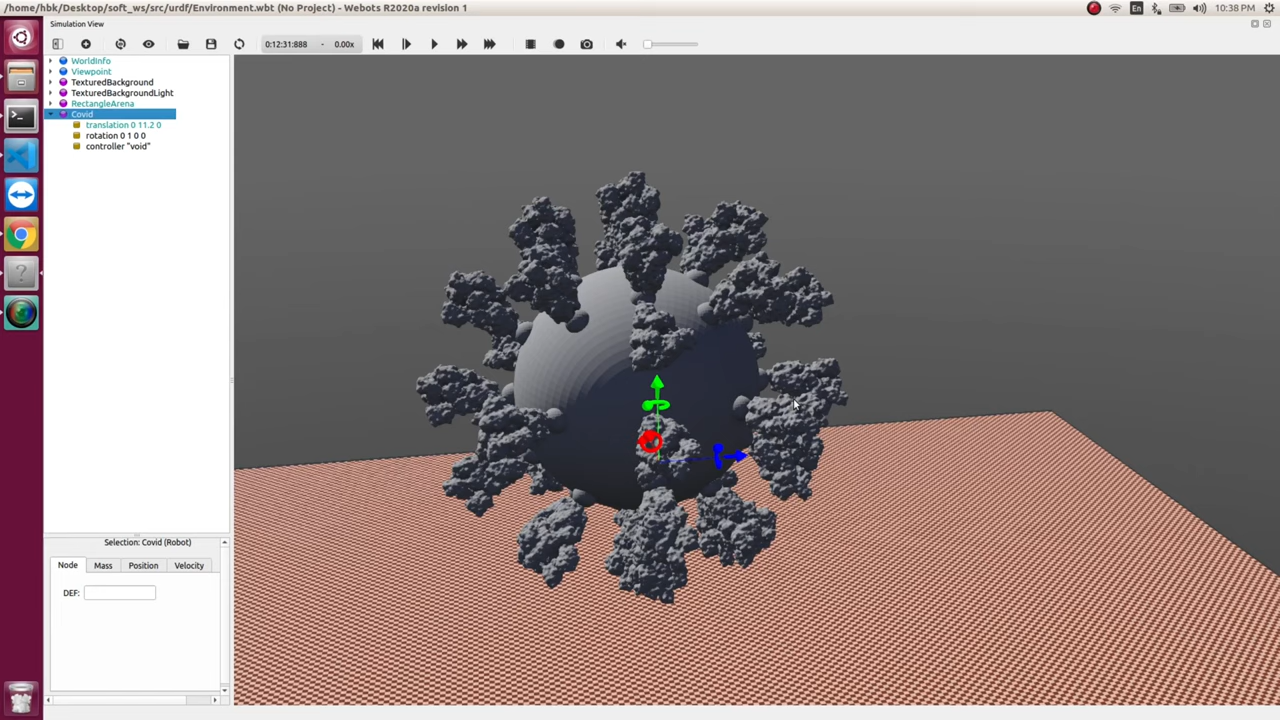 /home/hbk/Desktop/soft_ws/src/urdf/Environment.wbt (No Project) - Webots R2020a revision 1
En
10:38 PM
Simulation View
0:12:31:888 - 0.00x
WorldInfo
Viewpoint
TexturedBackground
TexturedBackgroundLight
RectangleArena
Covid
translation 0 11.2 0
rotation 0 1 0 0
controller "void"
Selection: Covid (Robot)
Node Mass Position Velocity
DEF: